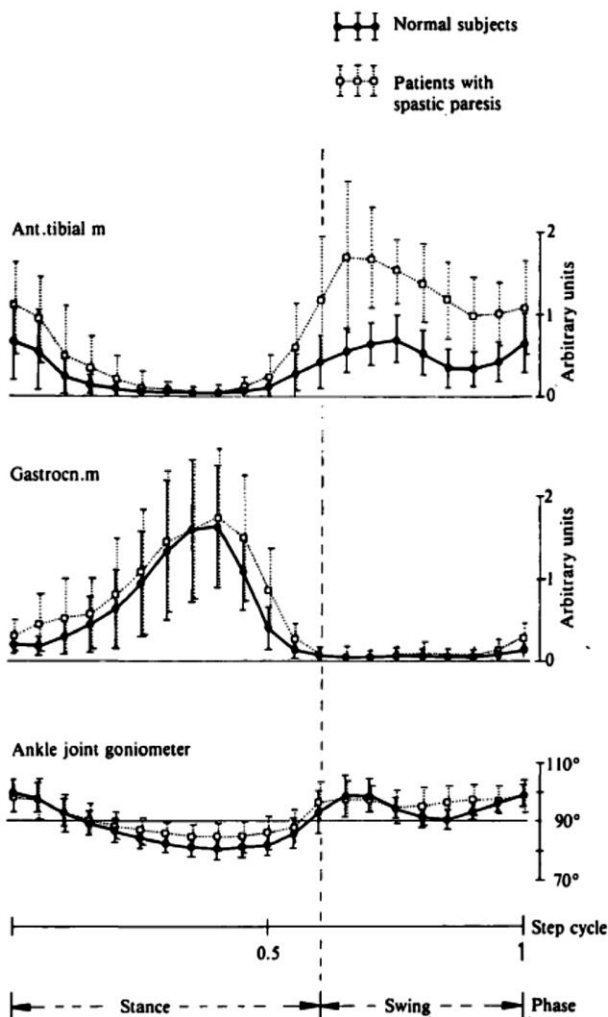 Normal subjects
Patients with
spastic paresis
Ant.tibial m
2
1
0
Arbitrary units
Gastrocn.m
2
1
0
Arbitrary units
Ankle joint goniometer
110°
90°
70°
Step cycle
0.5
1
Stance
Swing
Phase